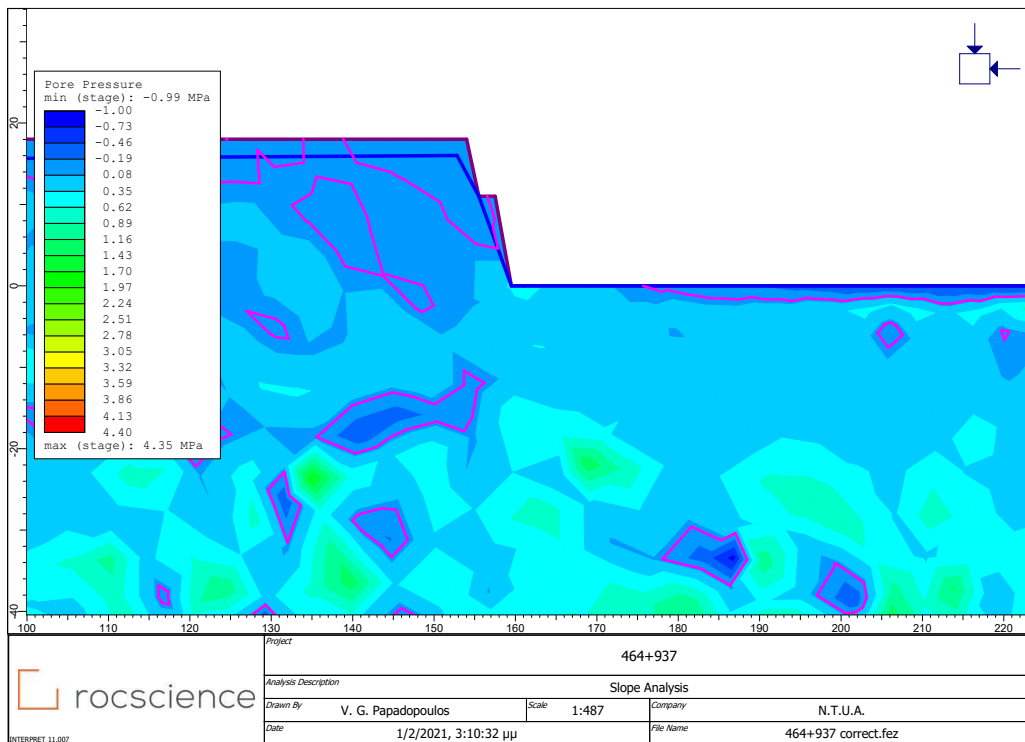 Pore Pressure
min (stage): -0.99 MPa
-1.00
-0.73
-0.46
-0.19
0.08
0.35
0.62
0.89
1.16
1.43
1.70
1.97
2.24
2.51
2.78
3.05
3.32
3.59
3.86
4.13
4.40
max (stage): 4.35 MPa
20
0
-20
-40
100 110 120 130 140 150 160 170 180 190 200 210 220
rocscience
INTERPRET 11.007
Project
464+937
Analysis Description
Slope Analysis
Drawn By V. G. Papadopoulos Scale 1:487 Company N.T.U.A.
Date 1/2/2021, 3:10:32 μμ File Name 464+937 correct.fez